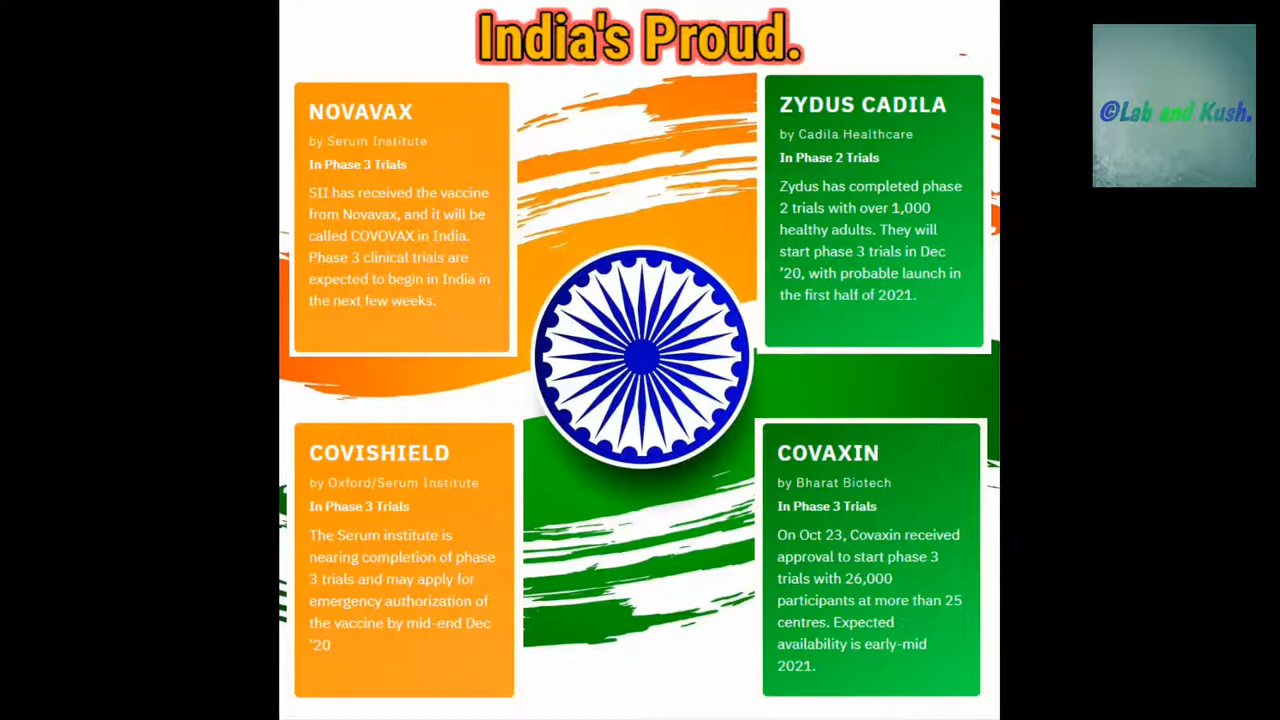 India's Proud.
NOVAVAX
by Serum Institute
In Phase 3 Trials
SII has received the vaccine
from Novavax, and it will be
called COVOVAX in India.
Phase 3 clinical trials are
expected to begin in India in
the next few weeks.
ZYDUS CADILA
by Cadila Healthcare
In Phase 2 Trials
Zydus has completed phase
2 trials with over 1,000
healthy adults. They will
start phase 3 trials in Dec
’20, with probable launch in
the first half of 2021.
©Lab and Kush.
COVISHIELD
by Oxford/Serum Institute
In Phase 3 Trials
The Serum institute is
nearing completion of phase
3 trials and may apply for
emergency authorization of
the vaccine by mid-end Dec
‘20
COVAXIN
by Bharat Biotech
In Phase 3 Trials
On Oct 23, Covaxin received
approval to start phase 3
trials with 26,000
participants at more than 25
centres. Expected
availability is early-mid
2021.